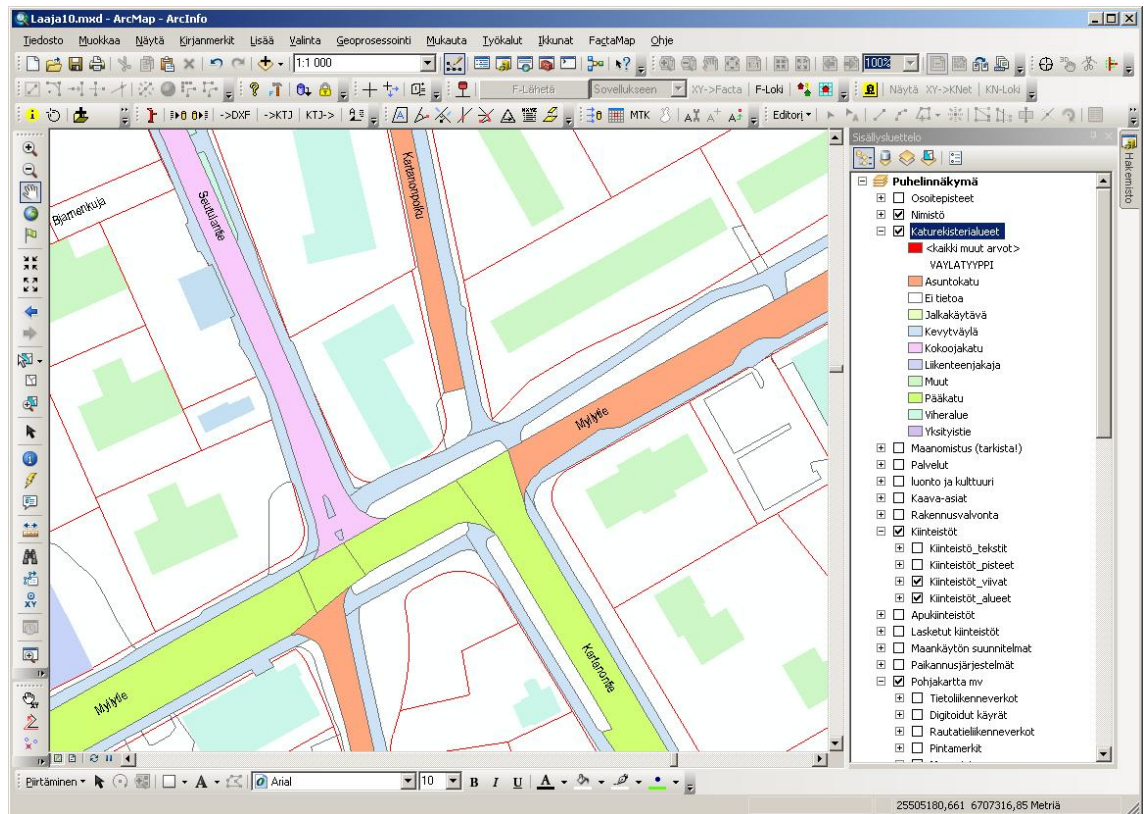 Laaja10.mxd - ArcMap - ArcInfo
Tiedosto Muokkaa Näytä Kirjanmerkit Lisää Valinta Geoprosessointi Mukauta Työkalut Ikkunat FactaMap Ohje
1:1 000
100%
F-Lähetä Sovellukseen XY->Facta F-Loki Näytä XY->KNet KN-Loki
->DXF ->KTJ KTJ-> MTK Editori
Sisällysluettelo
Hakemisto
Puhelinnäkymä
Osoitepisteet
Nimistö
Katurekisterialueet
<kaikki muut arvot>
VAYLATYYPPI
Asuntokatu
Ei tietoa
Jalkakäytävä
Kevytväylä
Kokoojakatu
Liikenteenjakaja
Muut
Pääkatu
Viheralue
Yksityistie
Maanomistus (tarkista!)
Palvelut
luonto ja kulttuuri
Kaava-asiat
Rakennusvalvonta
Kiinteistöt
Kiinteistö_tekstit
Kiinteistöt_pisteet
Kiinteistöt_viivat
Kiinteistöt_alueet
Apukiinteistöt
Lasketut kiinteistöt
Maankäytön suunnitelmat
Paikannusjärjestelmät
Pohjakartta mv
Tietoliikenneverkot
Digitoidut käyrät
Rautatieliikenneverkot
Pintamerkit
Bjarnenkuja
Seutulantie
Kartanonpolku
Myllytie
Kartanontie
Myllytie
Piirtäminen A Arial 10 B I U A
25505180,661 6707316,85 Metriä